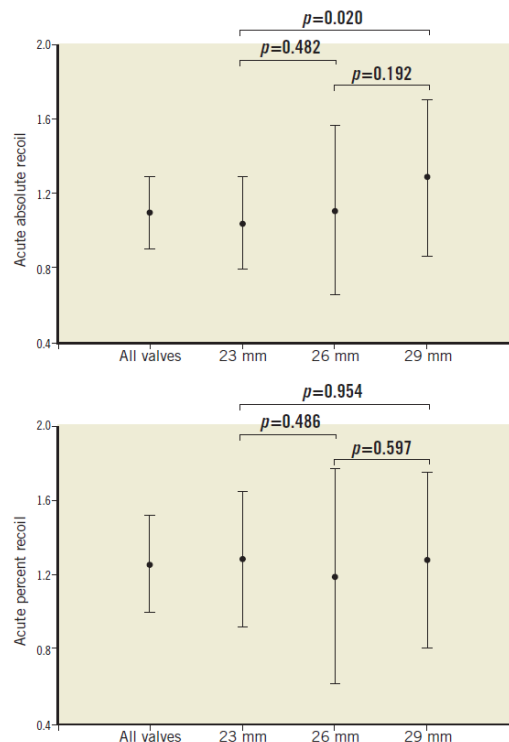 p=0.020
p=0.482
p=0.192
Acute absolute recoil
2.0
1.6
1.2
0.8
0.4
All valves 23 mm 26 mm 29 mm
p=0.954
p=0.486
p=0.597
Acute percent recoil
2.0
1.6
1.2
0.8
0.4
All valves 23 mm 26 mm 29 mm